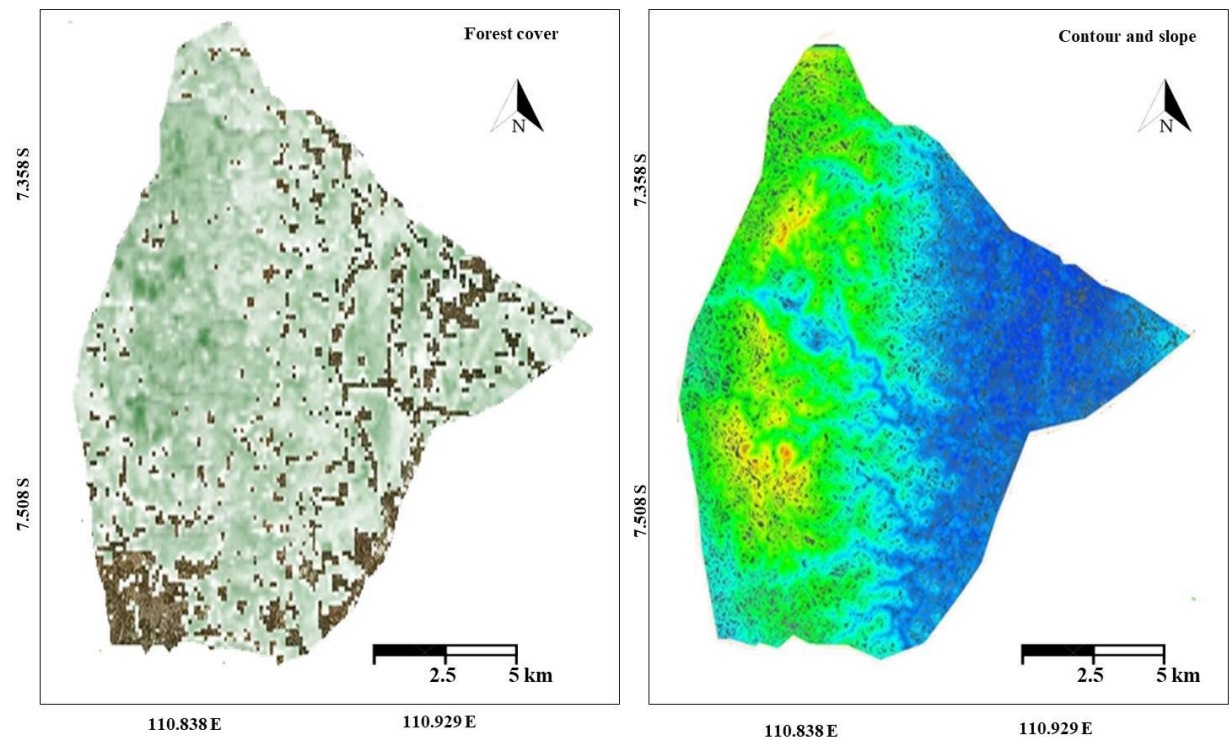 Forest cover
N
7.358 S
7.508 S
2.5 5 km
110.838 E 110.929 E
Contour and slope
N
7.358 S
7.508 S
2.5 5 km
110.838 E 110.929 E